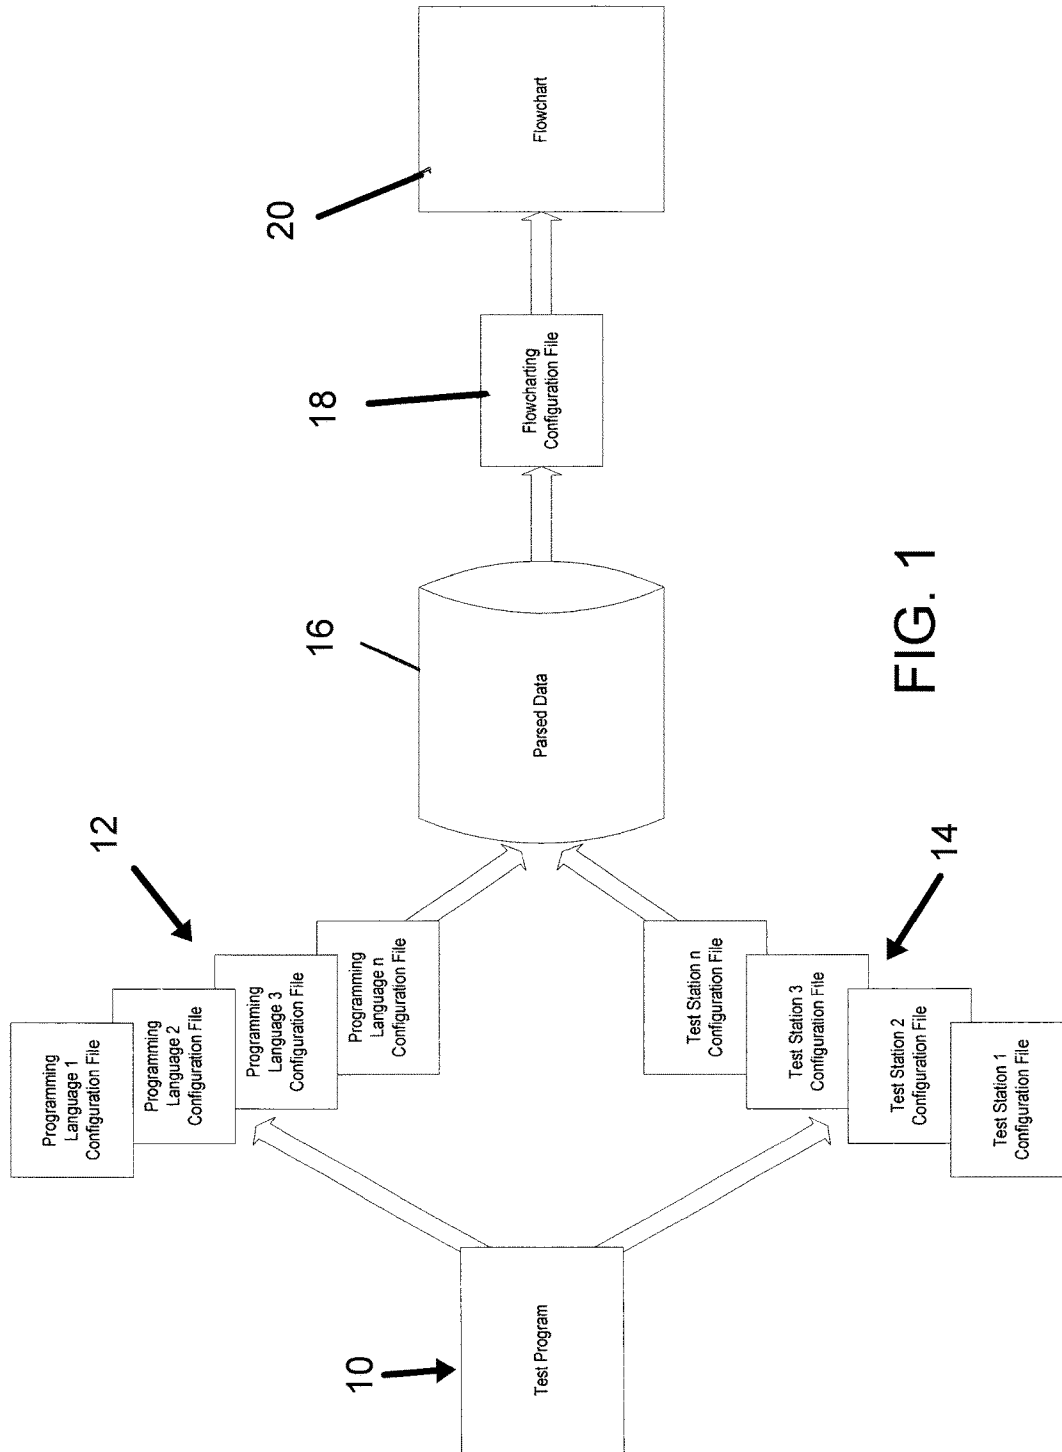 10
Test Program
12
Programming
Language 1
Configuration File
Programming
Language 2
Configuration File
Programming
Language 3
Configuration File
Programming
Language n
Configuration File
Test Station n
Configuration File
Test Station 3
Configuration File
Test Station 2
Configuration File
Test Station 1
Configuration File
14
16
Parsed Data
18
Flowcharting
Configuration File
20
Flowchart
FIG. 1